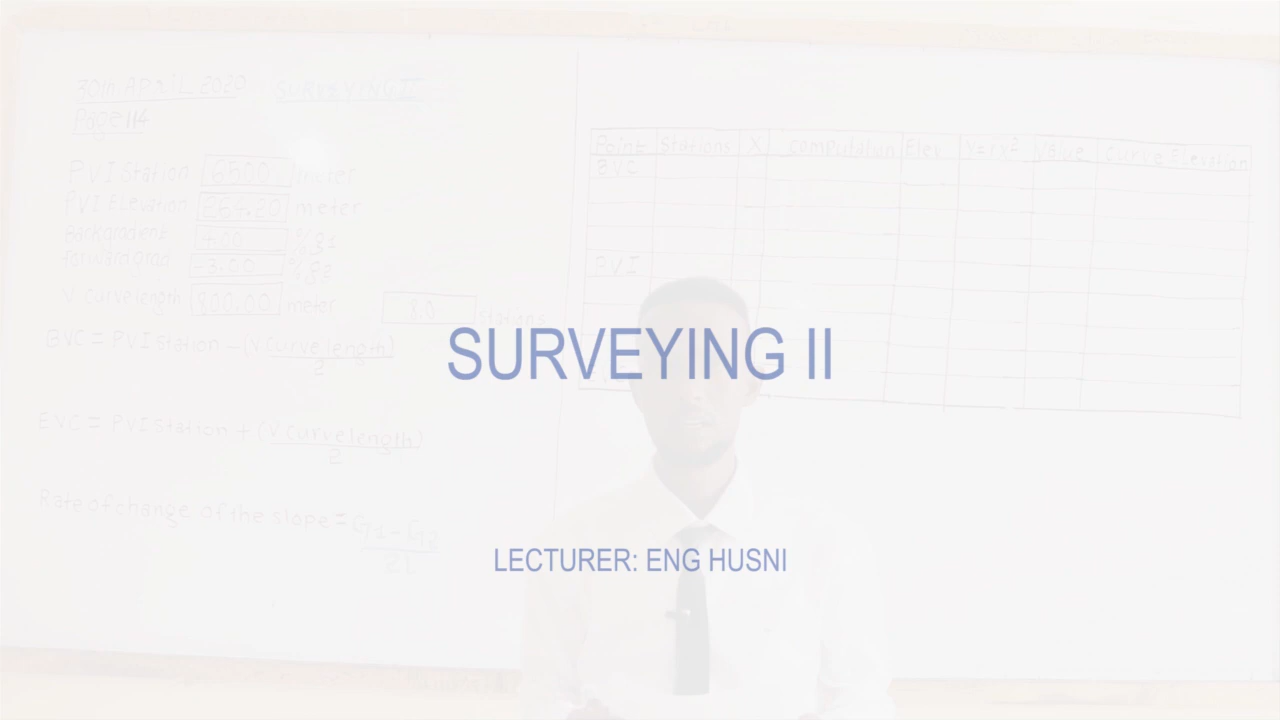 30th APRIL 2020 SURVEYING II
Page 114
PVI Station 6500 meter
PVI Elevation 264.20 meter
Back gradient
Forward Grad -3.00
V Curve length 800.00 meter 8.0 stations
BVC = PVI Station - (V Curve length)
2
EVC = PVI Station + (V Curve length)
2
Rate of change of the slope = G1 - G2
2L
Point Stations X Computation Elev Y=rx² Value Curve Elevation
BVC
PVI
SURVEYING II
LECTURER: ENG HUSNI